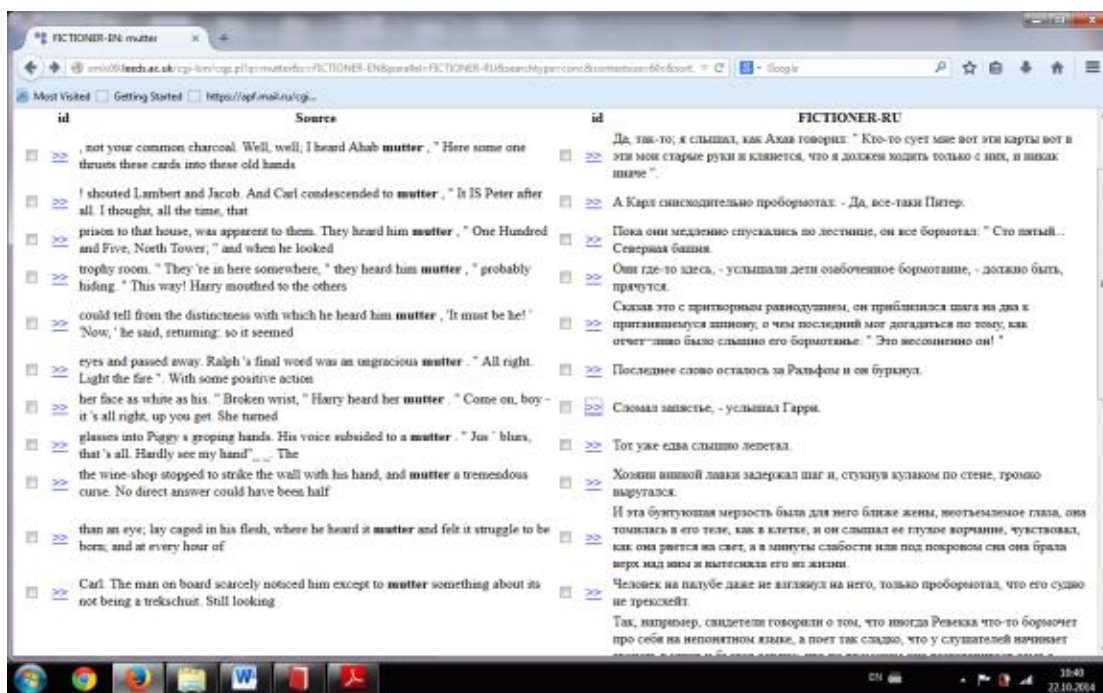 FICTIONER-EN: mutter
Google
Most Visited Getting Started https://apf.mail.ru/cgi...
id Source id FICTIONER-RU
>> , not your common charcoal. Well, well; I heard Ahab mutter , " Here some one
thrusts these cards into these old hands
>> Да, так-то; я слышал, как Ахав говорил: " Кто-то сует мне вот эти карты вот в
эти мои старые руки и клянется, что я должен ходить только с них, и никак
иначе ".
>> ! shouted Lambert and Jacob. And Carl condescended to mutter , " It IS Peter after
all. I thought, all the time, that
>> А Карл снисходительно пробормотал: - Да, все-таки Питер.
>> prison to that house, was apparent to them. They heard him mutter , " One Hundred
and Five, North Tower; " and when he looked
>> Пока они медленно спускались по лестнице, он все бормотал: " Сто пятый...
Северная башня.
>> trophy room. " They 're in here somewhere, " they heard him mutter , " probably
hiding. " This way! Harry mouthed to the others
>> Они где-то здесь, - услышали дети озабоченное бормотание, - должно быть,
прячутся.
>> could tell from the distinctness with which he heard him mutter , 'It must be he! '
'Now, ' he said, returning: so it seemed
>> Сказав это с притворным равнодушием, он приблизился шага на два к
притаившемуся шпиону, о чем последний мог догадаться по тому, как
отчет¬ливо было слышно его бормотанье: " Это несомненно он! "
>> eyes and passed away. Ralph 's final word was an ungracious mutter . " All right.
Light the fire ". With some positive action
>> Последнее слово осталось за Ральфом и он буркнул.
>> her face as white as his. " Broken wrist, " Harry heard her mutter . " Come on, boy -
it 's all right, up you get. She turned
>> Сломал запястье, - услышал Гарри.
>> glasses into Piggy s groping hands. His voice subsided to a mutter . " Jus ` blurs,
that 's all. Hardly see my hand"_ _. The
>> Тот уже едва слышно лепетал.
>> the wine-shop stopped to strike the wall with his hand, and mutter a tremendous
curse. No direct answer could have been half
>> Хозяин винной лавки задержал шаг и, стукнув кулаком по стене, громко
выругался.
>> than an eye; lay caged in his flesh, where he heard it mutter and felt it struggle to be
born; and at every hour of
>> И эта бунтующая мерзость была для него ближе жены, неотъемлемое глаза, она
томилась в его теле, как в клетке, и он слышал ее глухое ворчание, чувствовал,
как она рвется на свет, а в минуты слабости или под покровом сна она брала
верх над ним и вытесняла его из жизни.
>> Carl. The man on board scarcely noticed him except to mutter something about its
not being a trekschuit. Still looking
>> Человек на палубе даже не взглянул на него, только пробормотал, что его судно
не трексхейт.
Так, например, свидетели говорили о том, что иногда Ревекка что-то бормочет
про себя на непонятном языке, а поет так сладко, что у слушателей начинает
EN
10:40
22.10.2014